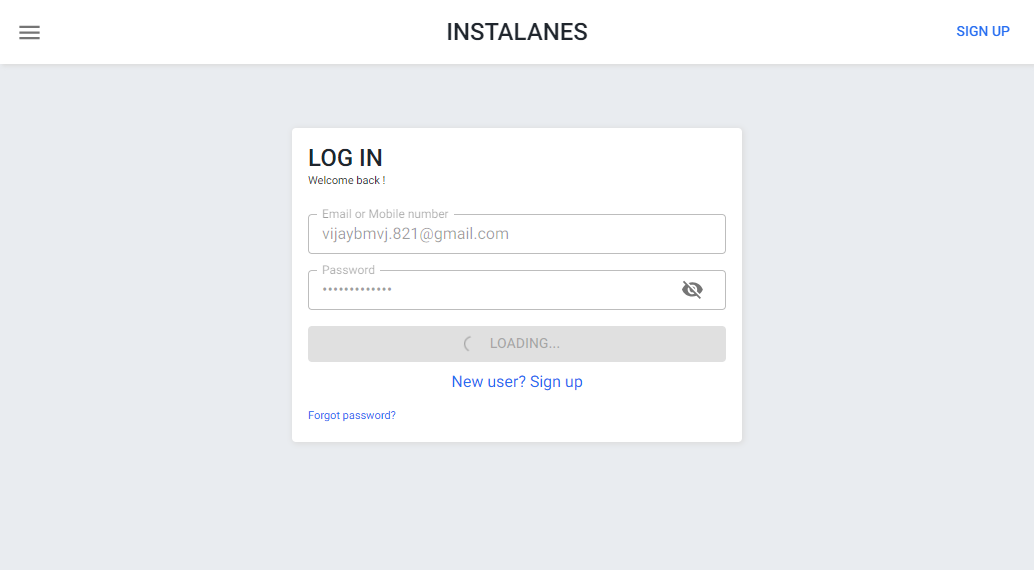 INSTALANES
SIGN UP
LOG IN
Welcome back !
Email or Mobile number
vijaybmvj.821@gmail.com
Password
•••••••••••••
LOADING...
New user? Sign up
Forgot password?